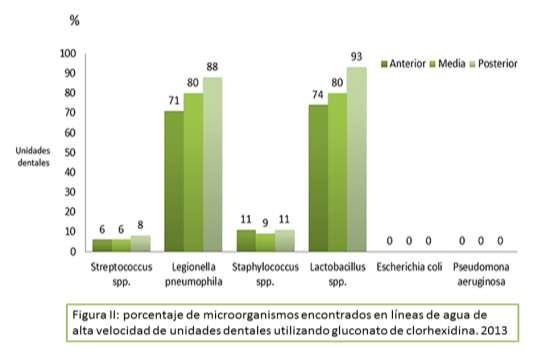 %
100
90
80
70
60
50
40
30
20
10
0
Unidades
dentales
Anterior Media Posterior
6 6 8
71 80 88
11 9 11
74 80 93
0 0 0
0 0 0
Streptococcus
spp.
Legionella
pneumophila
Staphylococcus
spp.
Lactobacillus
spp.
Escherichia coli
Pseudomona
aeruginosa
Figura II: porcentaje de microorganismos encontrados en líneas de agua de
alta velocidad de unidades dentales utilizando gluconato de clorhexidina. 2013